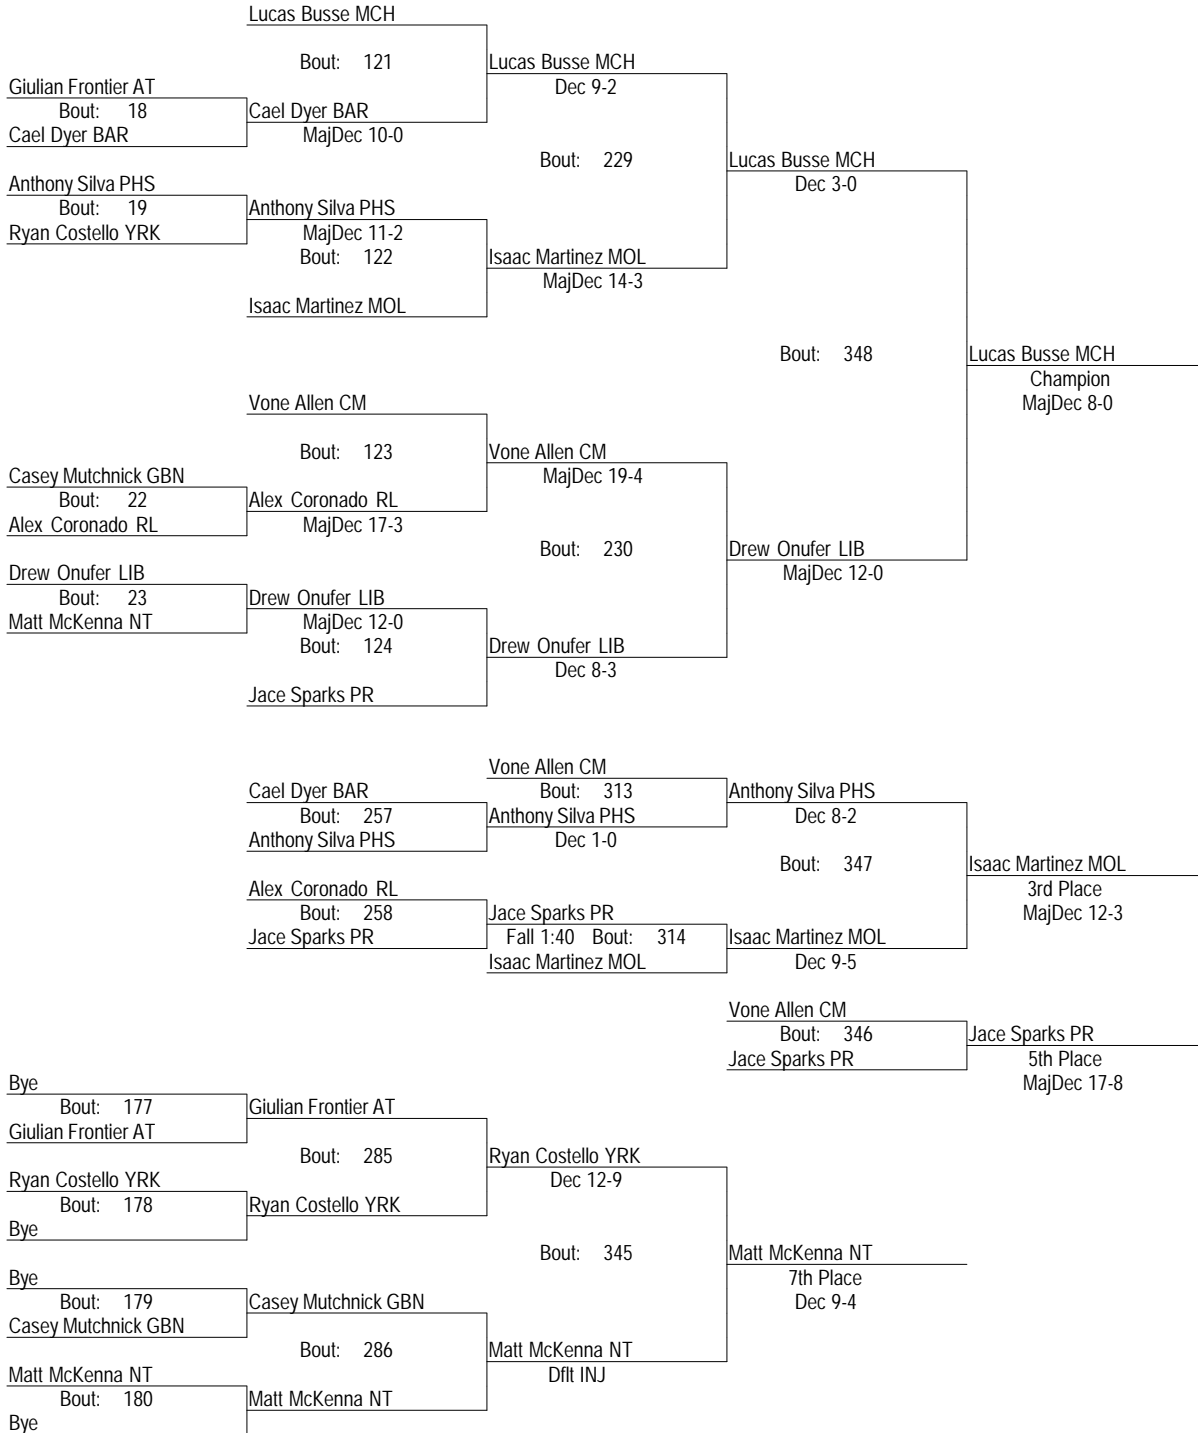 Lucas Busse MCH
Bout: 121
Lucas Busse MCH
Giulian Frontier AT
Dec 9-2
Bout: 18
Cael Dyer BAR
Cael Dyer BAR
MajDec 10-0
Bout: 229
Lucas Busse MCH
Anthony Silva PHS
Dec 3-0
Bout: 19
Anthony Silva PHS
Ryan Costello YRK
MajDec 11-2
Bout: 122
Isaac Martinez MOL
MajDec 14-3
Isaac Martinez MOL
Bout: 348
Lucas Busse MCH
Champion
MajDec 8-0
Vone Allen CM
Bout: 123
Vone Allen CM
Casey Mutchnick GBN
MajDec 19-4
Bout: 22
Alex Coronado RL
Alex Coronado RL
MajDec 17-3
Bout: 230
Drew Onufer LIB
Drew Onufer LIB
MajDec 12-0
Bout: 23
Drew Onufer LIB
Matt McKenna NT
MajDec 12-0
Bout: 124
Drew Onufer LIB
Dec 8-3
Jace Sparks PR
Vone Allen CM
Cael Dyer BAR
Bout: 313
Anthony Silva PHS
Bout: 257
Anthony Silva PHS
Dec 8-2
Anthony Silva PHS
Dec 1-0
Bout: 347
Isaac Martinez MOL
Alex Coronado RL
3rd Place
Bout: 258
Jace Sparks PR
MajDec 12-3
Jace Sparks PR
Fall 1:40 Bout: 314
Isaac Martinez MOL
Isaac Martinez MOL
Dec 9-5
Vone Allen CM
Bout: 346
Jace Sparks PR
Jace Sparks PR
5th Place
MajDec 17-8
Bye
Bout: 177
Giulian Frontier AT
Giulian Frontier AT
Bout: 285
Ryan Costello YRK
Ryan Costello YRK
Dec 12-9
Bout: 178
Ryan Costello YRK
Bye
Bout: 345
Matt McKenna NT
Bye
7th Place
Bout: 179
Casey Mutchnick GBN
Dec 9-4
Casey Mutchnick GBN
Bout: 286
Matt McKenna NT
Matt McKenna NT
Dflt INJ
Bout: 180
Matt McKenna NT
Bye